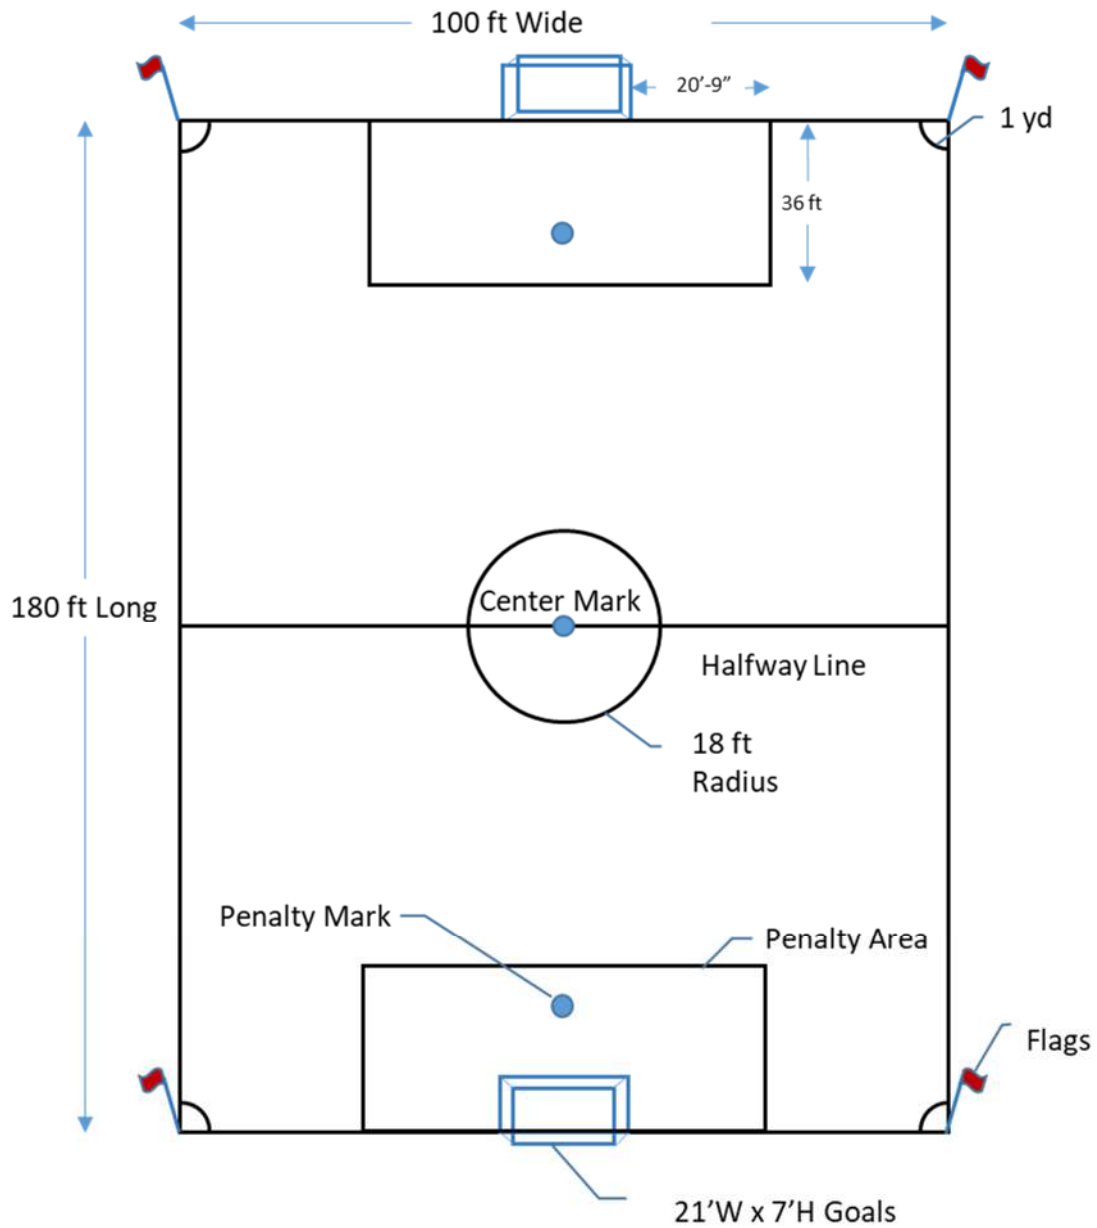 100 ft Wide
20’-9”
1 yd
36 ft
180 ft Long
Center Mark
Halfway Line
18 ft
Radius
Penalty Mark
Penalty Area
Flags
21’W x 7’H Goals